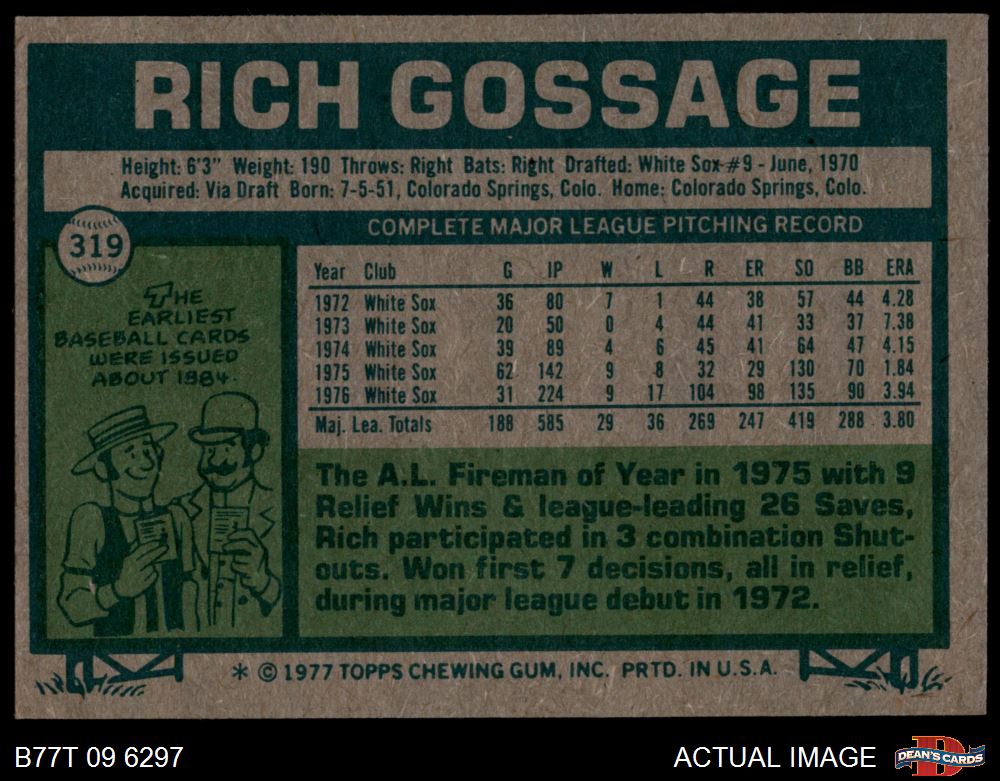 RICH GOSSAGE
Height: 6'3" Weight: 190 Throws: Right Bats: Right Drafted: White Sox-#9 - June, 1970
Acquired: Via Draft Born: 7-5-51, Colorado Springs, Colo. Home: Colorado Springs, Colo.
319
COMPLETE MAJOR LEAGUE PITCHING RECORD
THE
EARLIEST
BASEBALL CARDS
WERE ISSUED
ABOUT 1984.
Year Club G IP W L R ER SO BB ERA
1972 White Sox 36 80 7 1 44 38 57 44 4.28
1973 White Sox 20 50 0 4 44 41 33 37 7.38
1974 White Sox 39 89 4 6 45 41 64 47 4.15
1975 White Sox 62 142 9 8 32 29 130 70 1.84
1976 White Sox 31 224 9 17 104 98 135 90 3.94
Maj. Lea. Totals 188 585 29 36 269 247 419 288 3.80
The A.L. Fireman of Year in 1975 with 9
Relief Wins & league-leading 26 Saves,
Rich participated in 3 combination Shut-
outs. Won first 7 decisions, all in relief,
during major league debut in 1972.
* © 1977 TOPPS CHEWING GUM, INC. PRTD. IN U.S.A.
B77T 09 6297
ACTUAL IMAGE
D
DEAN'S CARDS